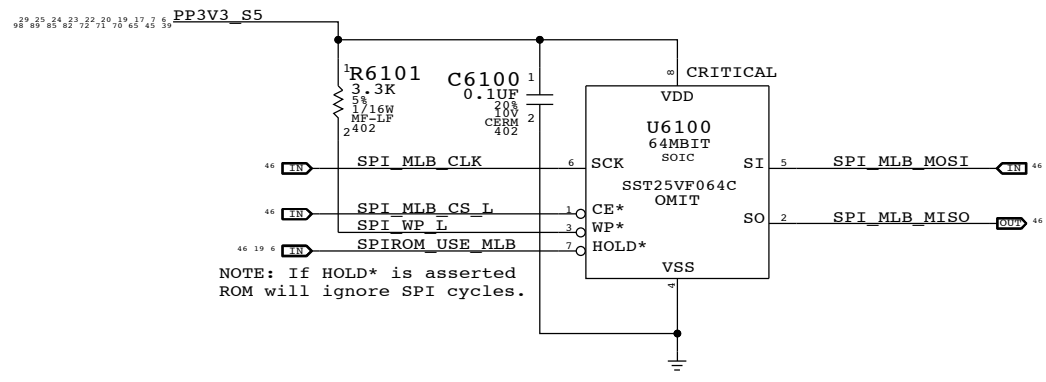 29 25 24 23 22 20 19 17 7 6 PP3V3_S5
98 89 85 82 72 71 70 65 45 39
1 R6101
3.3K
5%
1/16W
MF-LF
2 402
C6100 1
0.1UF
20%
10V
CERM 2
402
8 CRITICAL
VDD
U6100
64MBIT
SOIC
SST25VF064C
OMIT
46 IN SPI_MLB_CLK 6 SCK
SI 5 SPI_MLB_MOSI IN 46
46 IN SPI_MLB_CS_L 1 CE*
SPI_WP_L 3 WP*
SO 2 SPI_MLB_MISO OUT 46
46 19 6 IN SPIROM_USE_MLB 7 HOLD*
VSS
4
NOTE: If HOLD* is asserted
ROM will ignore SPI cycles.